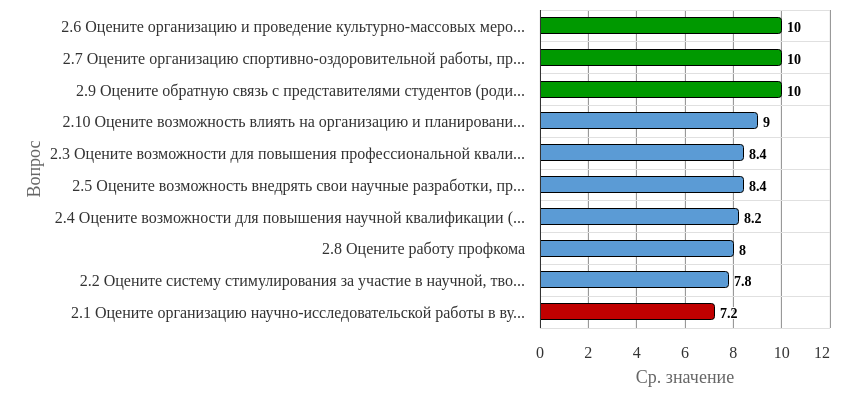 2.6 Оцените организацию и проведение культурно-массовых меро... 10
2.7 Оцените организацию спортивно-оздоровительной работы, пр... 10
2.9 Оцените обратную связь с представителями студентов (роди... 10
2.10 Оцените возможность влиять на организацию и планировани... 9
2.3 Оцените возможности для повышения профессиональной квали... 8.4
2.5 Оцените возможность внедрять свои научные разработки, пр... 8.4
2.4 Оцените возможности для повышения научной квалификации (... 8.2
2.8 Оцените работу профкома 8
2.2 Оцените систему стимулирования за участие в научной, тво... 7.8
2.1 Оцените организацию научно-исследовательской работы в ву... 7.2
Вопрос
0 2 4 6 8 10 12
Ср. значение